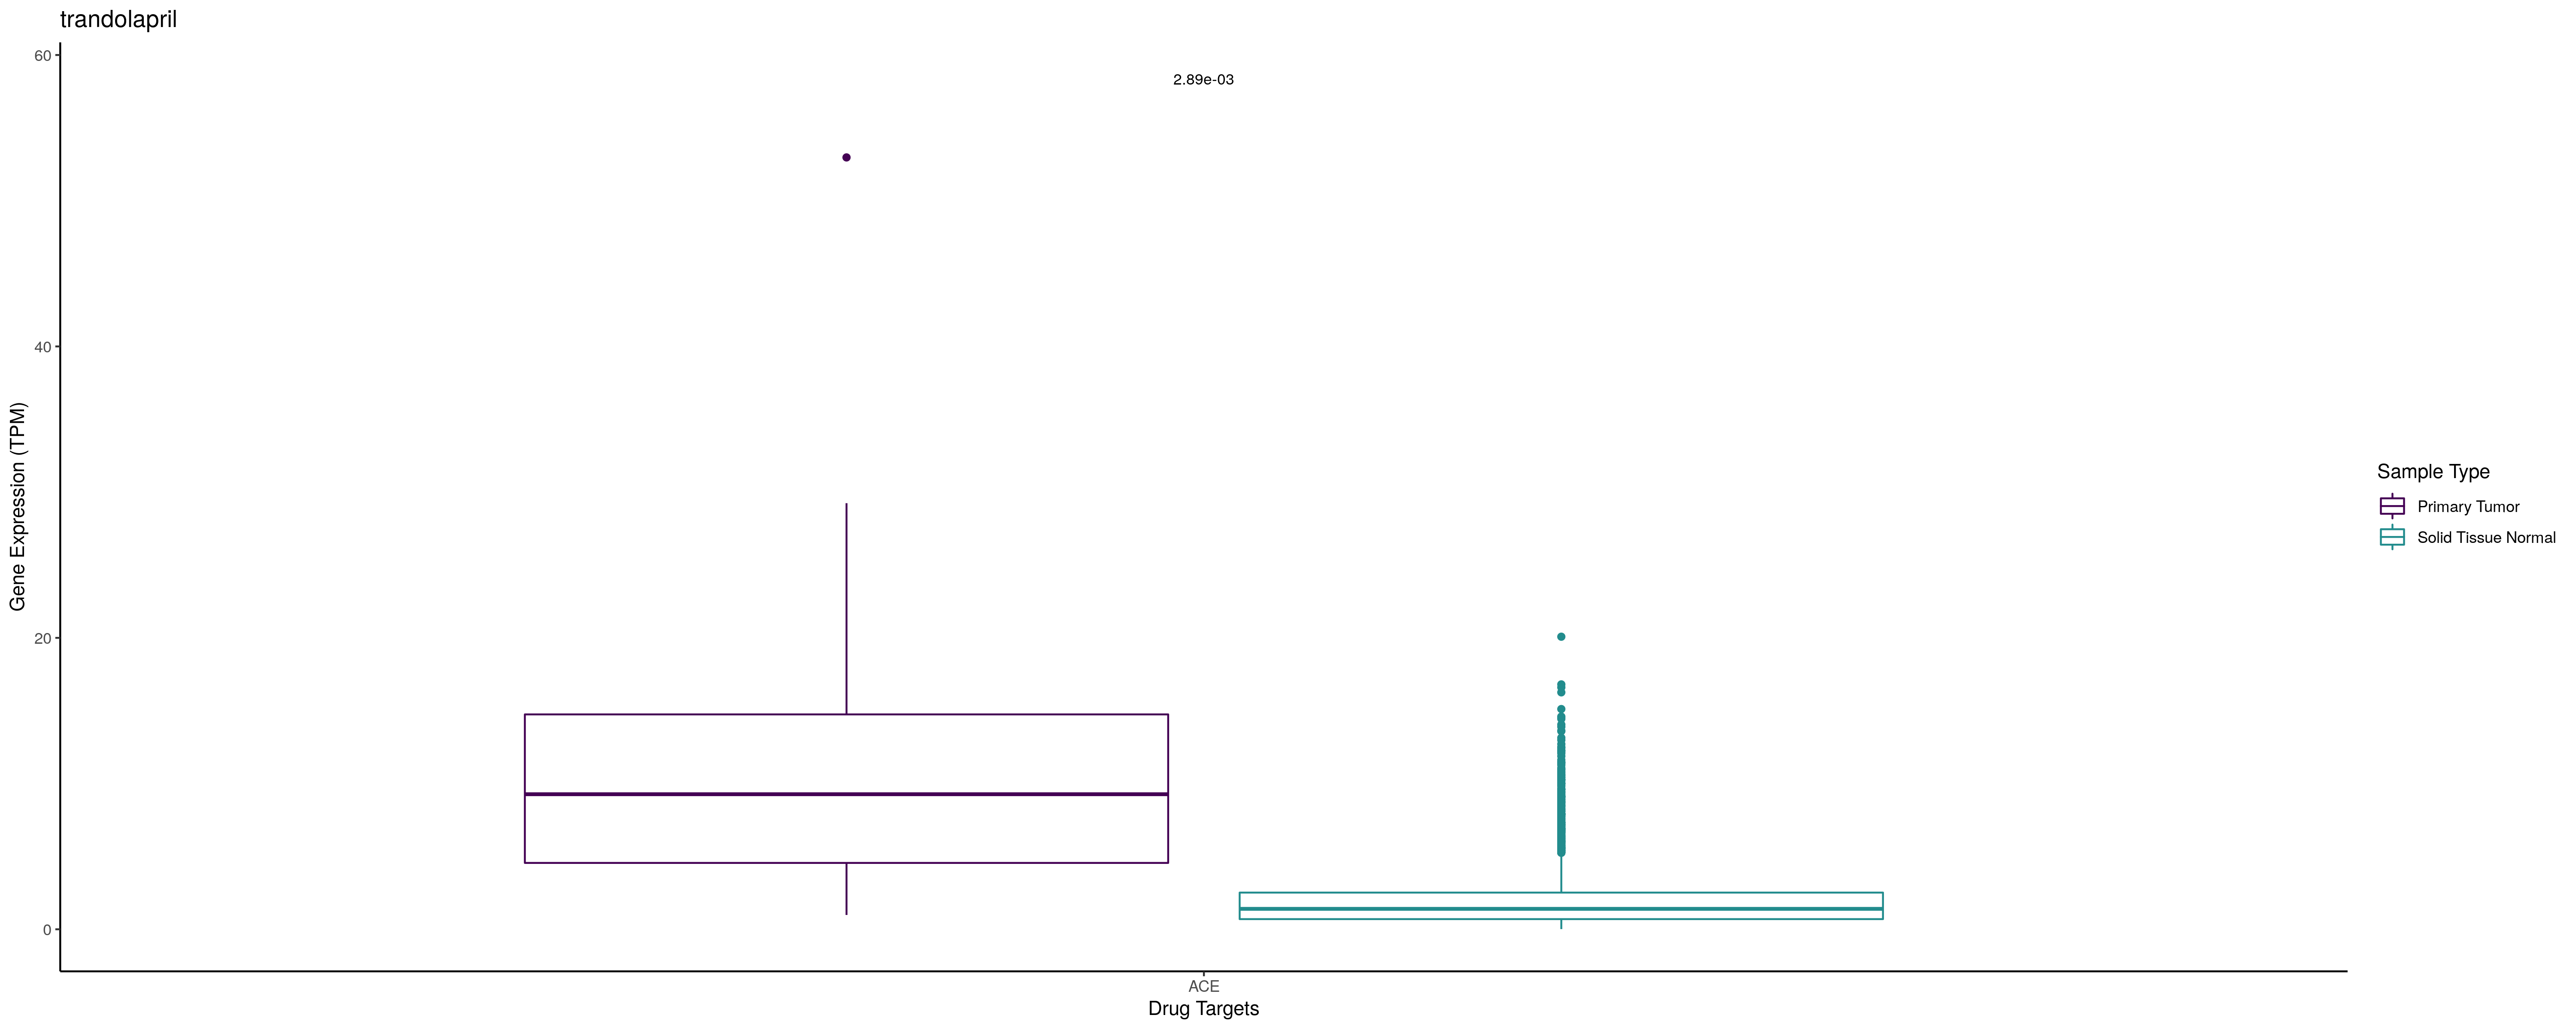 trandolapril
60
2.89e-03
40
Gene Expression (TPM)
Sample Type
Primary Tumor
Solid Tissue Normal
20
0
ACE
Drug Targets